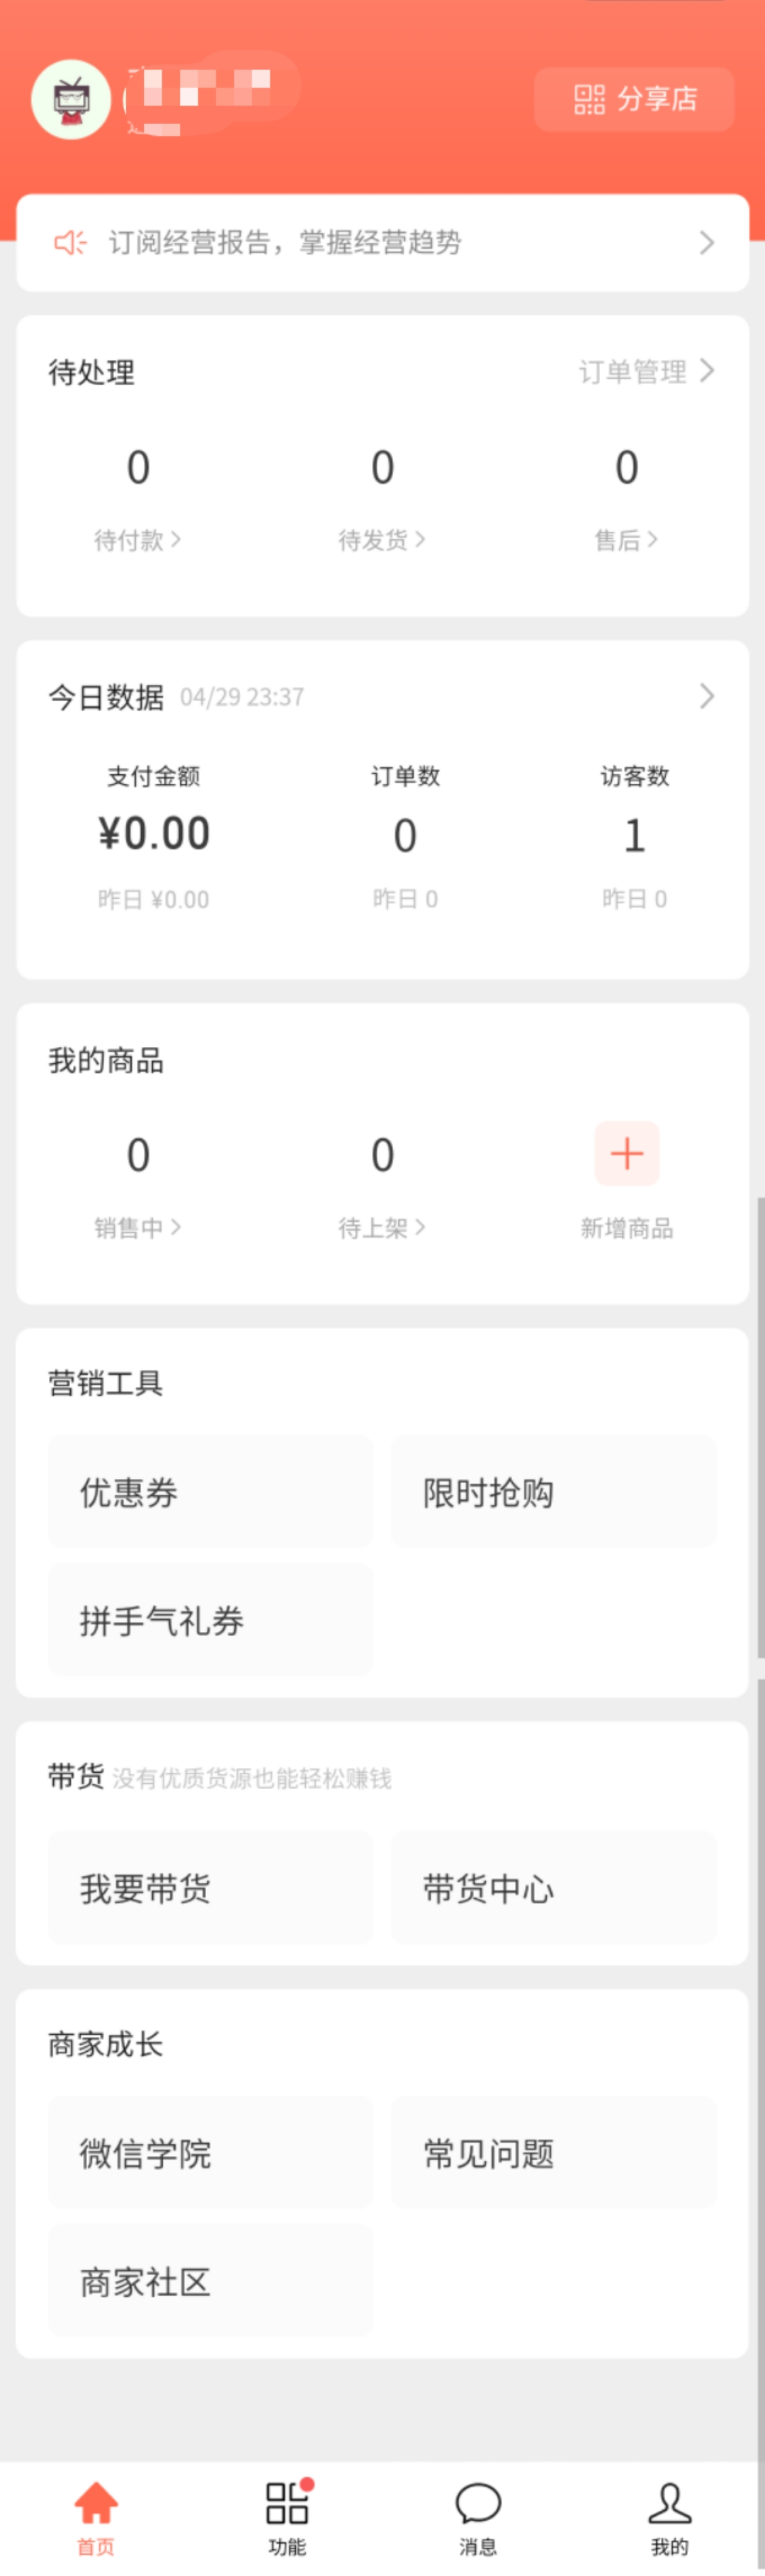 分享店
订阅经营报告，掌握经营趋势
待处理 订单管理
0 0 0
待付款 待发货 售后
今日数据 04/29 23:37
支付金额 订单数 访客数
¥0.00 0 1
昨日 ¥0.00 昨日 0 昨日 0
我的商品
0 0
销售中 待上架 新增商品
营销工具
优惠券 限时抢购
拼手气礼券
带货 没有优质货源也能轻松赚钱
我要带货 带货中心
商家成长
微信学院 常见问题
商家社区
首页 功能 消息 我的